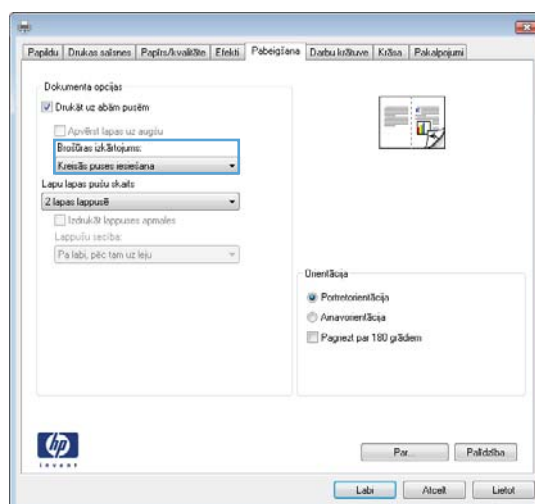 Papildu Drukas saīsnes Papīrs/kvalitāte Efekti Pabeigšana Darbu krātuve Krāsa Pakalpojumi
Dokumenta opcijas
Drukāt uz abām pusēm
Apvērst lapas uz augšu
Brošūras izkārtojums:
Kreisās puses iesiešana
Lapu lapas pušu skaits
2 lapas lappusē
Izdrukāt lappuses apmales
Lappušu secība:
Pa labi, pēc tam uz leju
Orientācija
Portretorientācija
Ainavorientācija
Pagriezt par 180 grādiem
hp
invent
Par... Palīdzība
Labi Atcelt Lietot